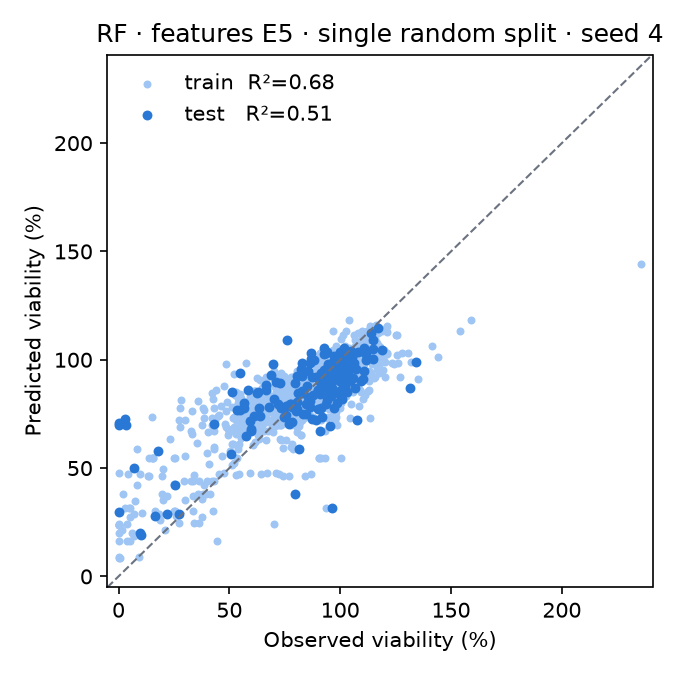 RF · features E5 · single random split · seed 4
train R²=0.68
test R²=0.51
200
150
100
50
0
Predicted viability (%)
0 50 100 150 200
Observed viability (%)